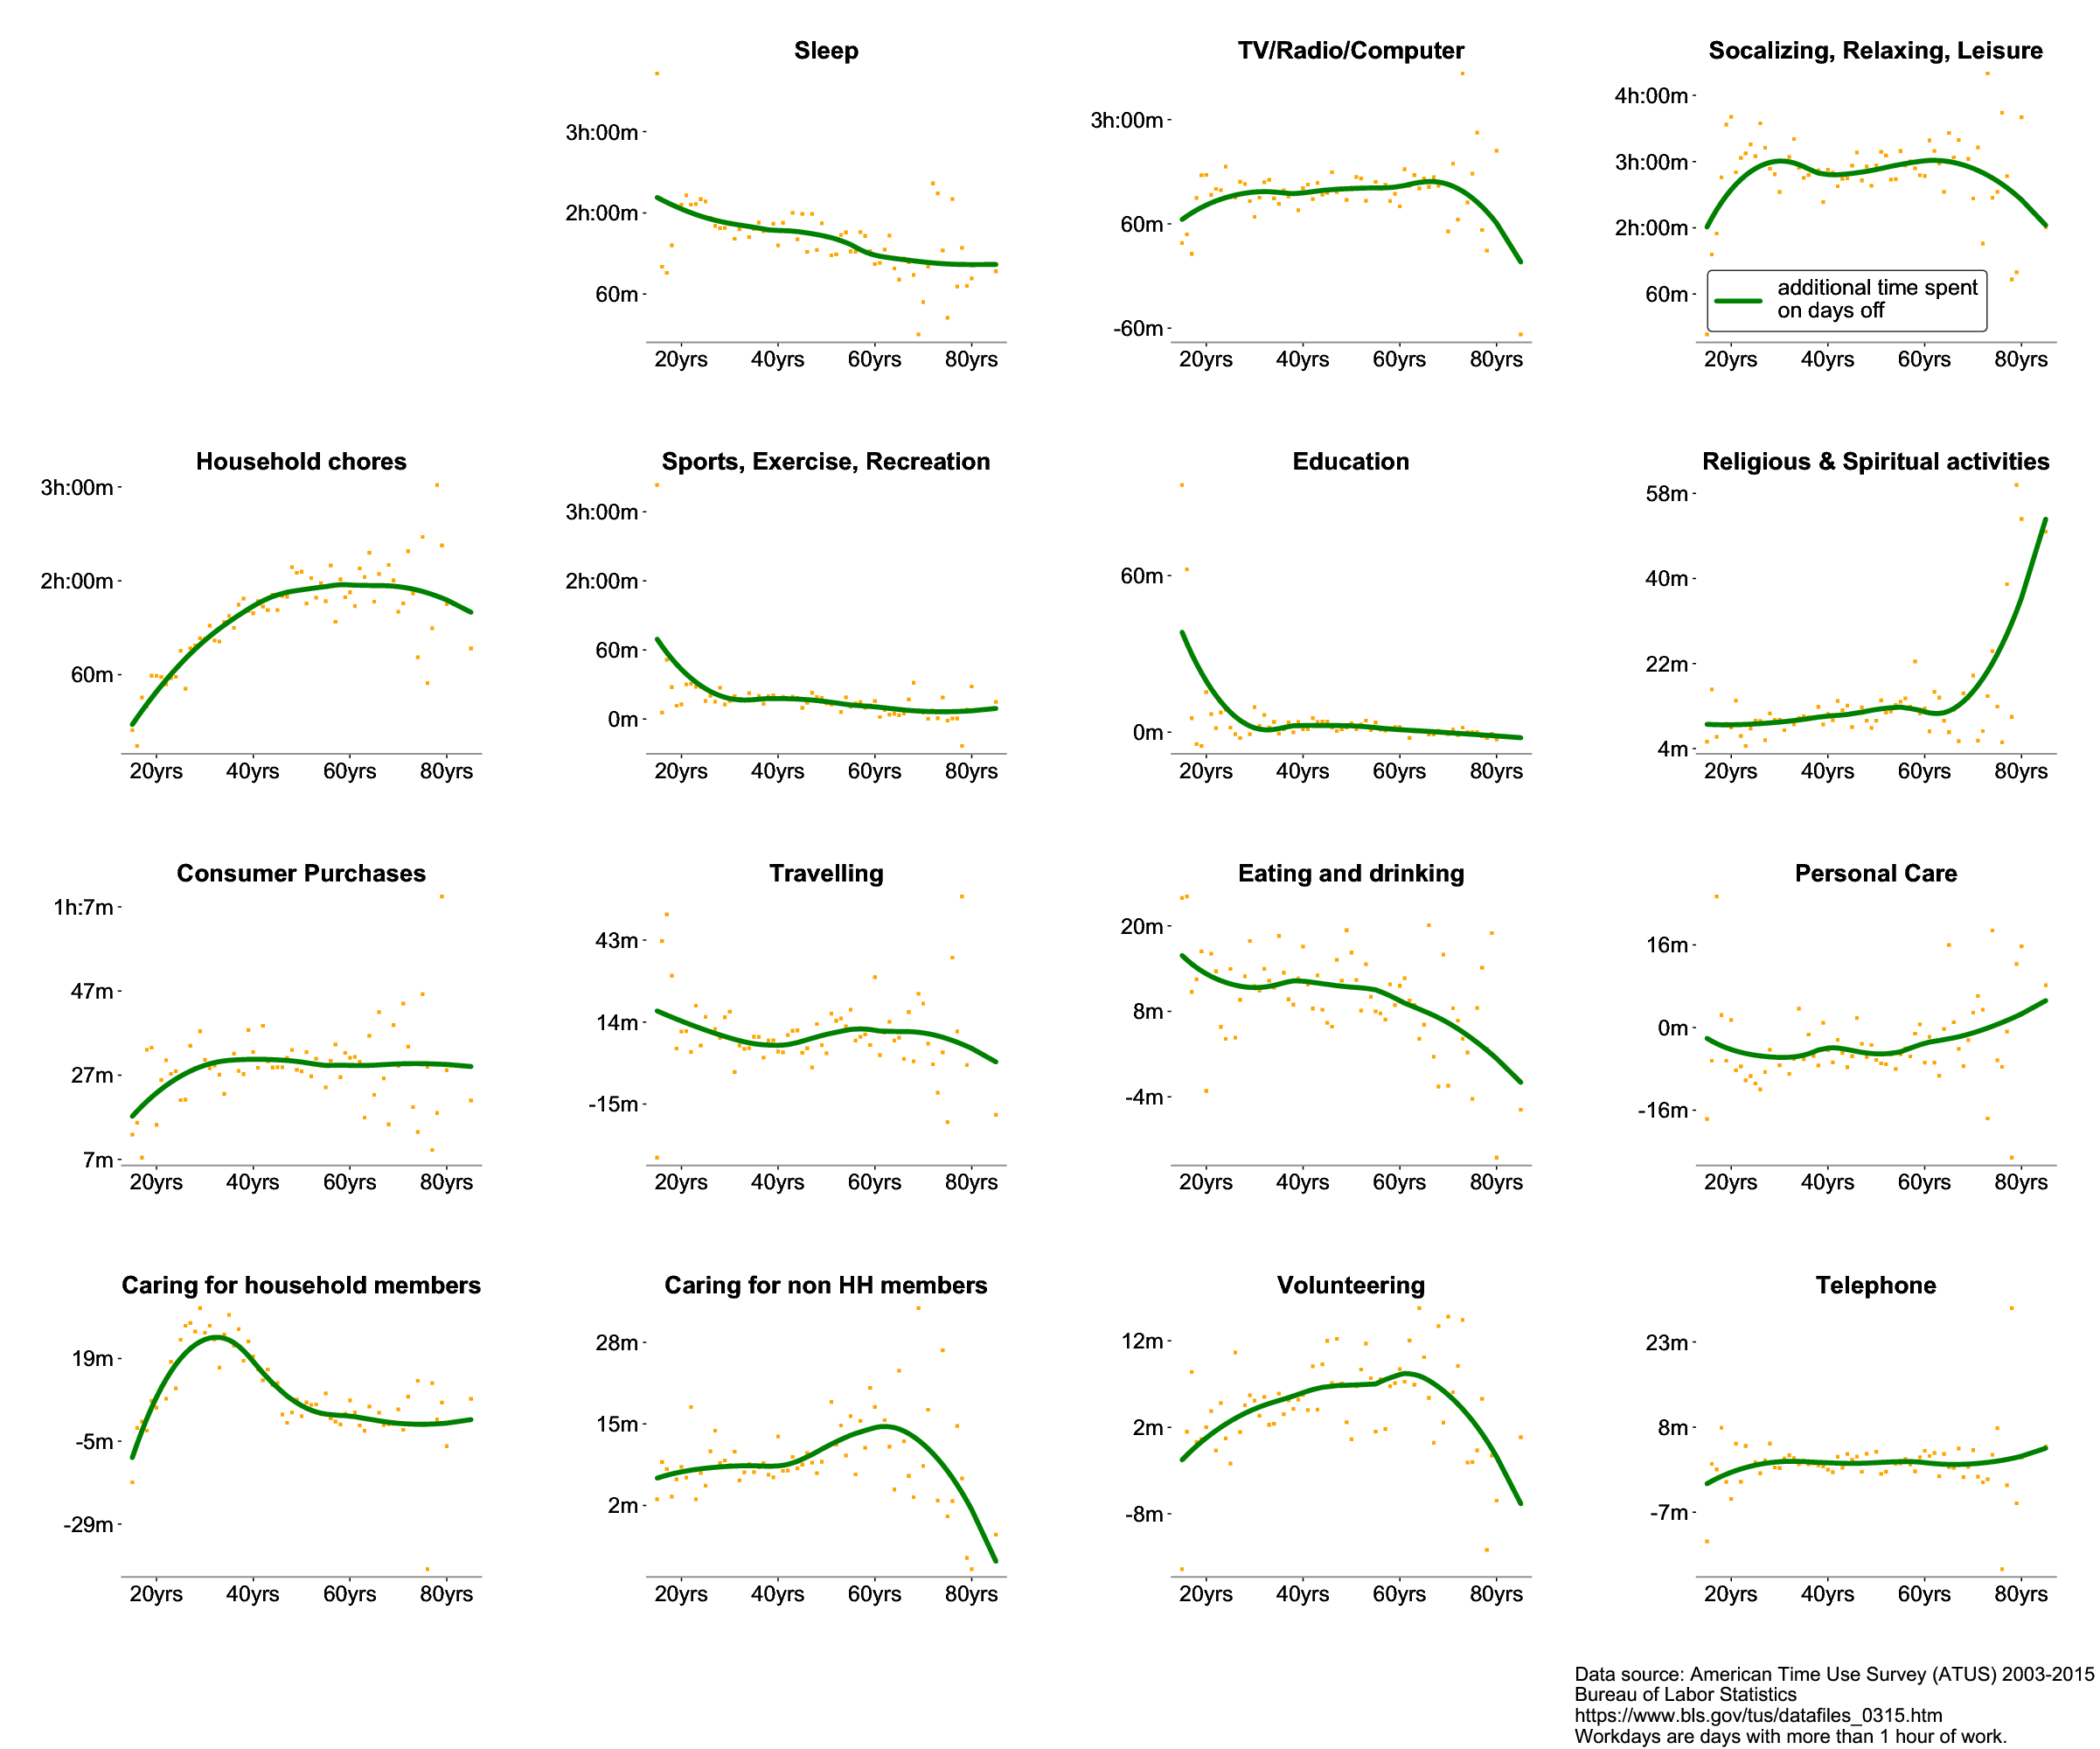 Sleep
3h:00m
2h:00m
60m
20yrs 40yrs 60yrs 80yrs
TV/Radio/Computer
3h:00m
60m
-60m
20yrs 40yrs 60yrs 80yrs
Socalizing, Relaxing, Leisure
4h:00m
3h:00m
2h:00m
60m
additional time spent
on days off
20yrs 40yrs 60yrs 80yrs
Household chores
3h:00m
2h:00m
60m
20yrs 40yrs 60yrs 80yrs
Sports, Exercise, Recreation
3h:00m
2h:00m
60m
0m
20yrs 40yrs 60yrs 80yrs
Education
60m
0m
20yrs 40yrs 60yrs 80yrs
Religious & Spiritual activities
58m
40m
22m
4m
20yrs 40yrs 60yrs 80yrs
Consumer Purchases
1h:7m
47m
27m
7m
20yrs 40yrs 60yrs 80yrs
Travelling
43m
14m
-15m
20yrs 40yrs 60yrs 80yrs
Eating and drinking
20m
8m
-4m
20yrs 40yrs 60yrs 80yrs
Personal Care
16m
0m
-16m
20yrs 40yrs 60yrs 80yrs
Caring for household members
19m
-5m
-29m
20yrs 40yrs 60yrs 80yrs
Caring for non HH members
28m
15m
2m
20yrs 40yrs 60yrs 80yrs
Volunteering
12m
2m
-8m
20yrs 40yrs 60yrs 80yrs
Telephone
23m
8m
-7m
20yrs 40yrs 60yrs 80yrs
Data source: American Time Use Survey (ATUS) 2003-2015
Bureau of Labor Statistics
https://www.bls.gov/tus/datafiles_0315.htm
Workdays are days with more than 1 hour of work.